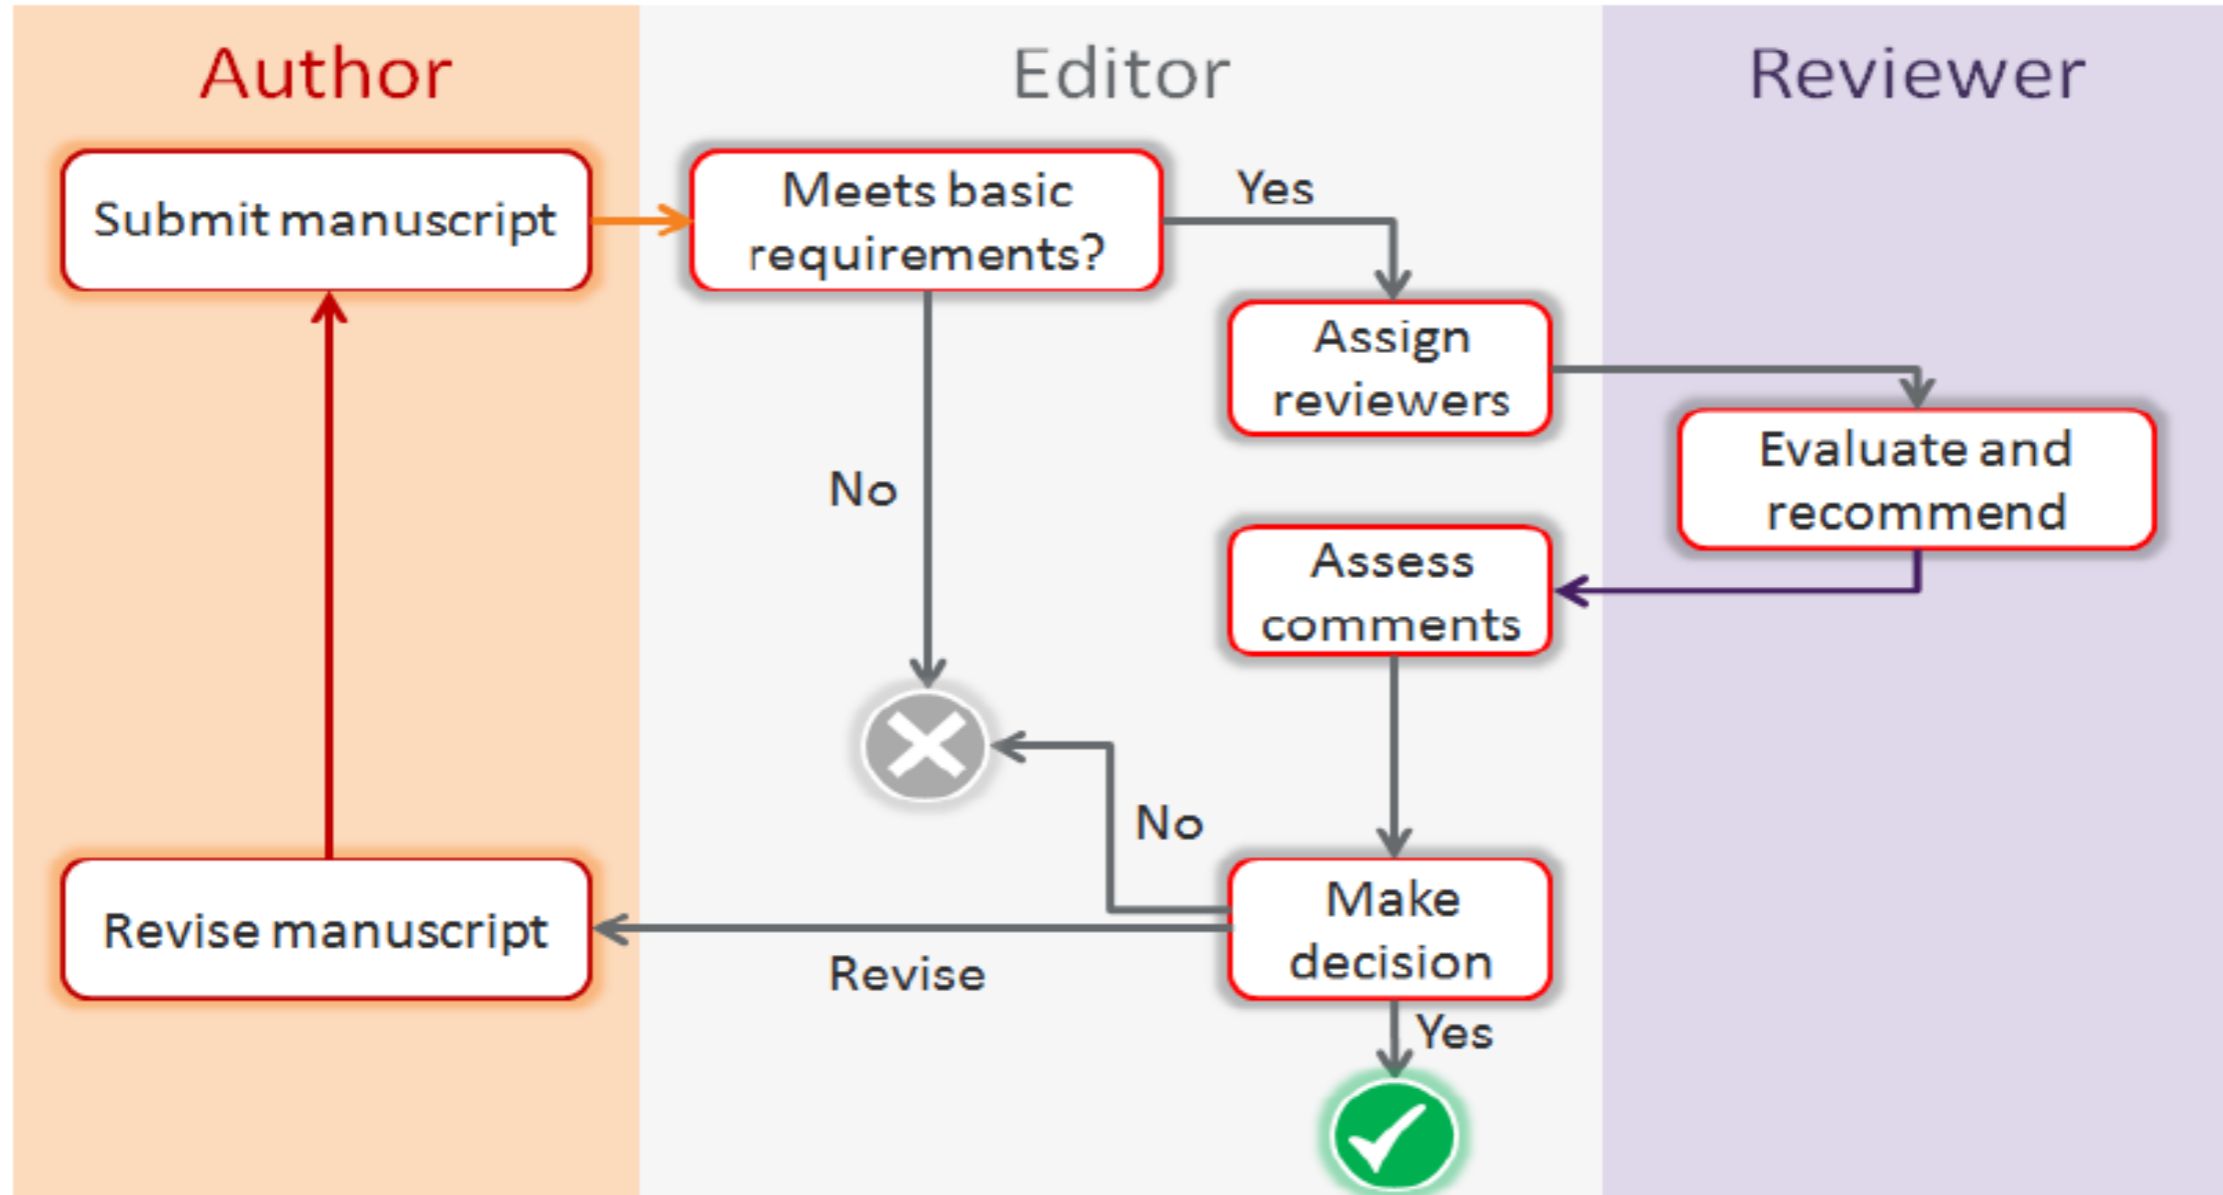 Author
Editor
Reviewer
Submit manuscript
Meets basic
requirements?
Yes
Assign
reviewers
Evaluate and
recommend
No
Assess
comments
No
Make
decision
Revise manuscript
Revise
Yes